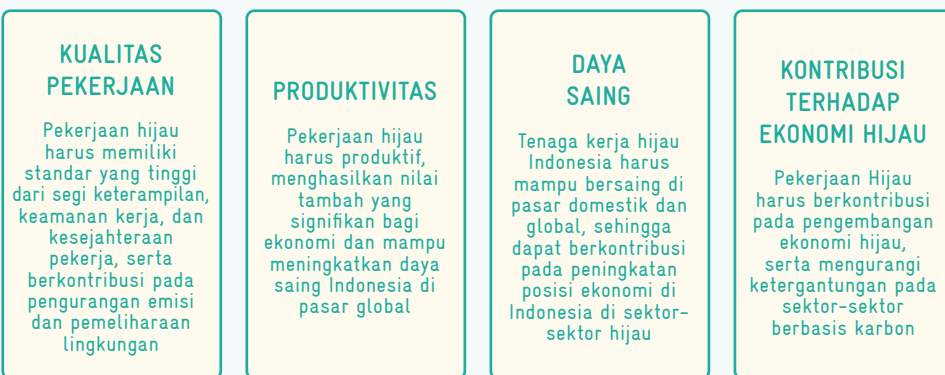 KUALITAS
PEKERJAAN
Pekerjaan hijau
harus memiliki
standar yang tinggi
dari segi keterampilan,
keamanan kerja, dan
kesejahteraan
pekerja, serta
berkontribusi pada
pengurangan emisi
dan pemeliharaan
lingkungan
PRODUKTIVITAS
Pekerjaan hijau
harus produktif,
menghasilkan nilai
tambah yang
signifikan bagi
ekonomi dan mampu
meningkatkan daya
saing Indonesia di
pasar global
DAYA
SAING
Tenaga kerja hijau
Indonesia harus
mampu bersaing di
pasar domestik dan
global, sehingga
dapat berkontribusi
pada peningkatan
posisi ekonomi di
Indonesia di sektor-
sektor hijau
KONTRIBUSI
TERHADAP
EKONOMI HIJAU
Pekerjaan Hijau
harus berkontribusi
pada pengembangan
ekonomi hijau,
serta mengurangi
ketergantungan pada
sektor-sektor
berbasis karbon